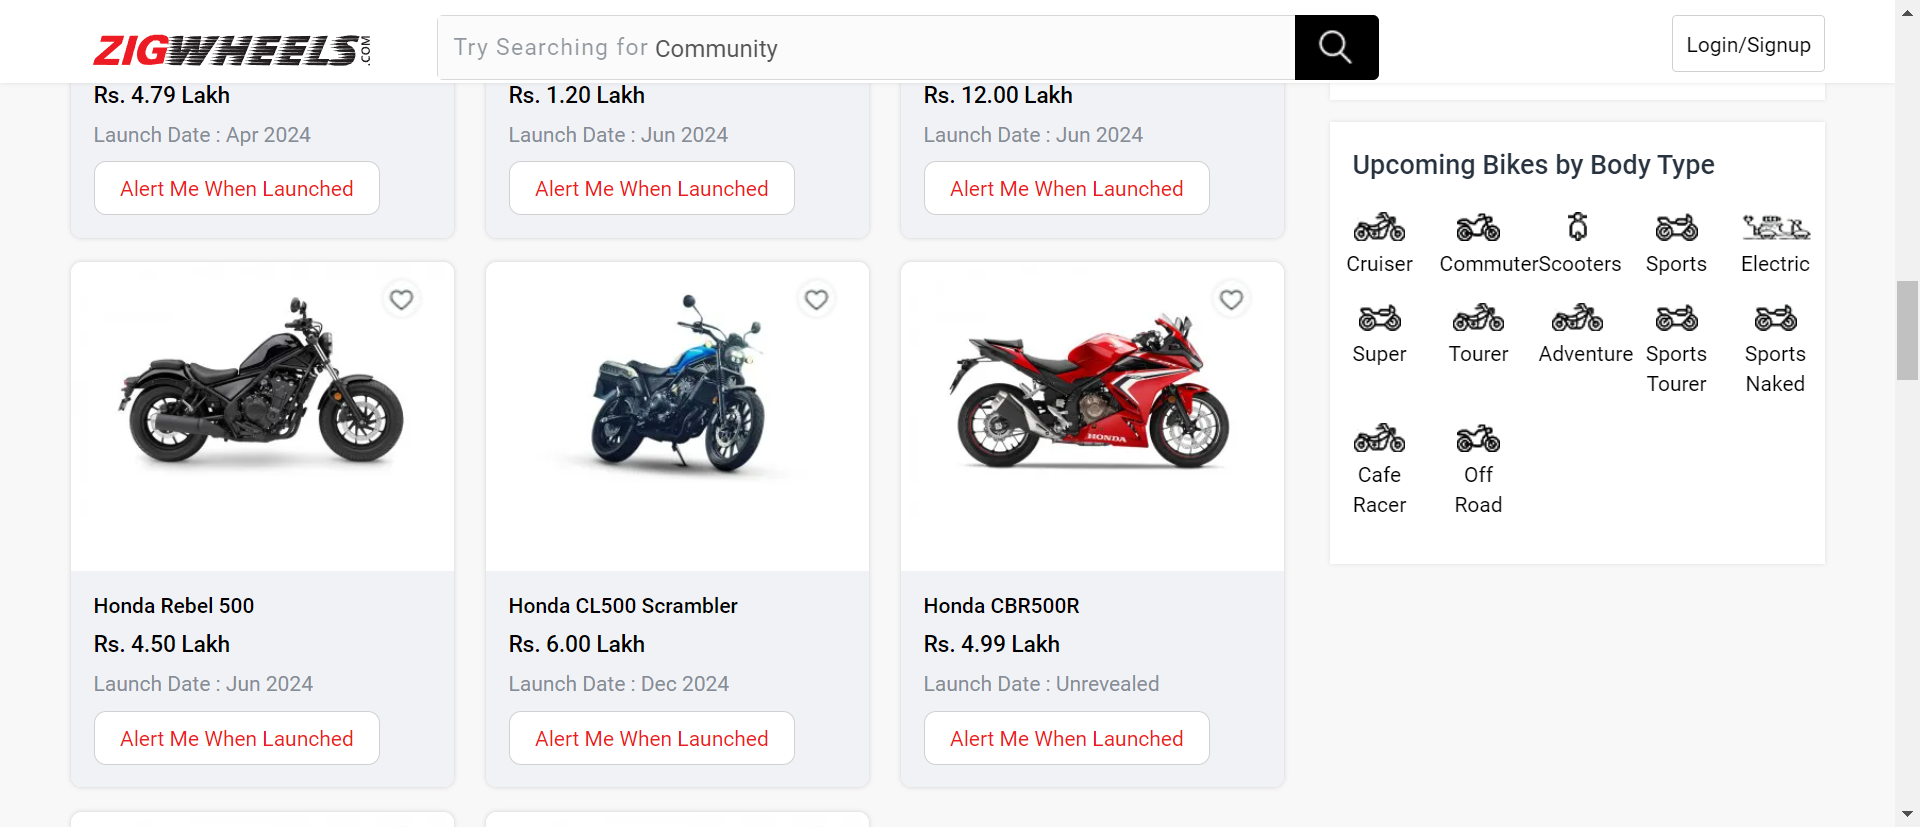 ZIGWHEELS.COM
Try Searching for Community
Login/Signup
Rs. 4.79 Lakh
Launch Date : Apr 2024
Alert Me When Launched
Rs. 1.20 Lakh
Launch Date : Jun 2024
Alert Me When Launched
Rs. 12.00 Lakh
Launch Date : Jun 2024
Alert Me When Launched
Honda Rebel 500
Rs. 4.50 Lakh
Launch Date : Jun 2024
Alert Me When Launched
Honda CL500 Scrambler
Rs. 6.00 Lakh
Launch Date : Dec 2024
Alert Me When Launched
HONDA
Honda CBR500R
Rs. 4.99 Lakh
Launch Date : Unrevealed
Alert Me When Launched
Upcoming Bikes by Body Type
Cruiser
Commuter
Scooters
Sports
Electric
Super
Tourer
Adventure
Sports
Tourer
Sports
Naked
Cafe
Racer
Off
Road